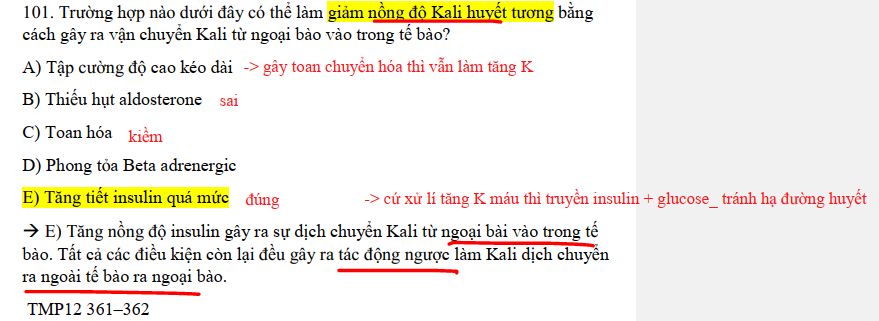 101. Trường hợp nào dưới đây có thể làm giảm nồng độ Kali huyết tương bằng
cách gây ra vận chuyển Kali từ ngoại bào vào trong tế bào?
A) Tập cường độ cao kéo dài -> gây toan chuyển hóa thì vẫn làm tăng K
B) Thiếu hụt aldosterone sai
C) Toan hóa kiềm
D) Phong tỏa Beta adrenergic
E) Tăng tiết insulin quá mức đúng -> cứ xử lí tăng K máu thì truyền insulin + glucose_ tránh hạ đường huyết
→ E) Tăng nồng độ insulin gây ra sự dịch chuyển Kali từ ngoại bài vào trong tế
bào. Tất cả các điều kiện còn lại đều gây ra tác động ngược làm Kali dịch chuyển
ra ngoài tế bào ra ngoại bào.
TMP12 361–362